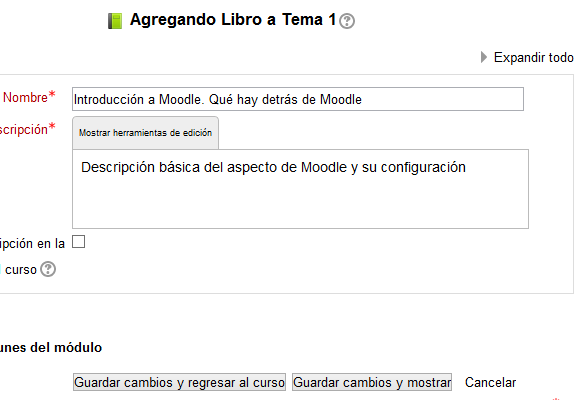 Agregando Libro a Tema 1
Expandir todo
Nombre* Introducción a Moodle. Qué hay detrás de Moodle
scripción* Mostrar herramientas de edición
Descripción básica del aspecto de Moodle y su configuración
ipción en la
curso
unes del módulo
Guardar cambios y regresar al curso Guardar cambios y mostrar Cancelar